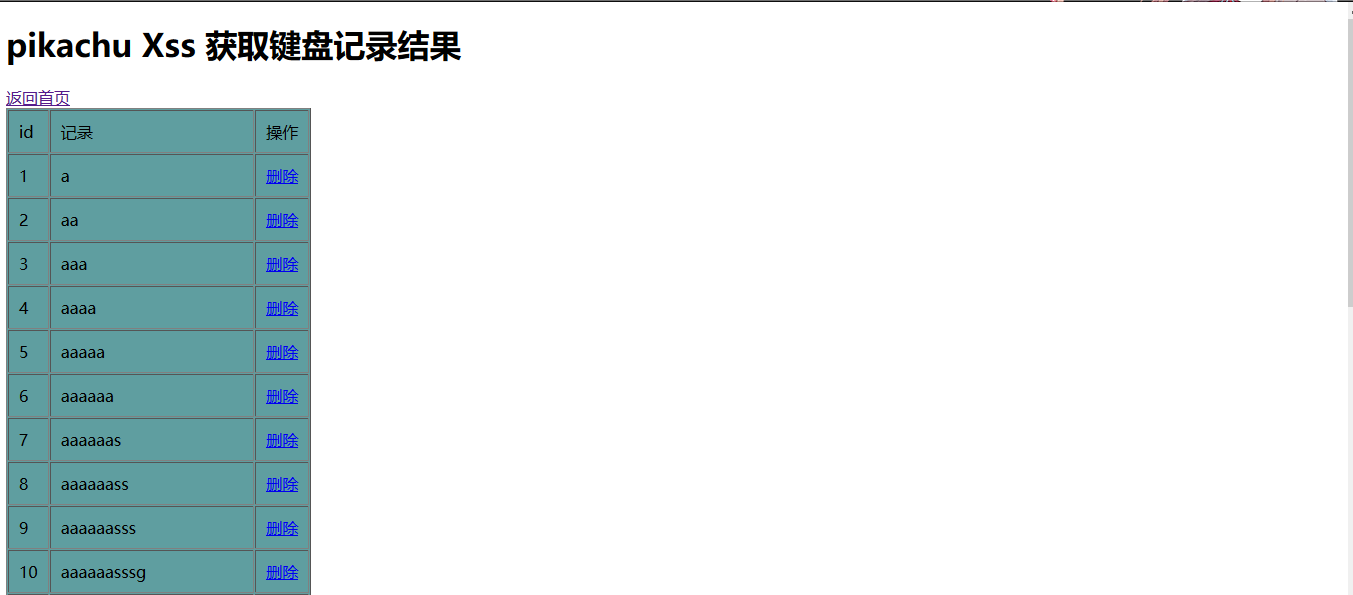 pikachu Xss 获取键盘记录结果
返回首页
id 记录 操作
1 a 删除
2 aa 删除
3 aaa 删除
4 aaaa 删除
5 aaaaa 删除
6 aaaaaa 删除
7 aaaaaas 删除
8 aaaaaass 删除
9 aaaaaasss 删除
10 aaaaaasssg 删除